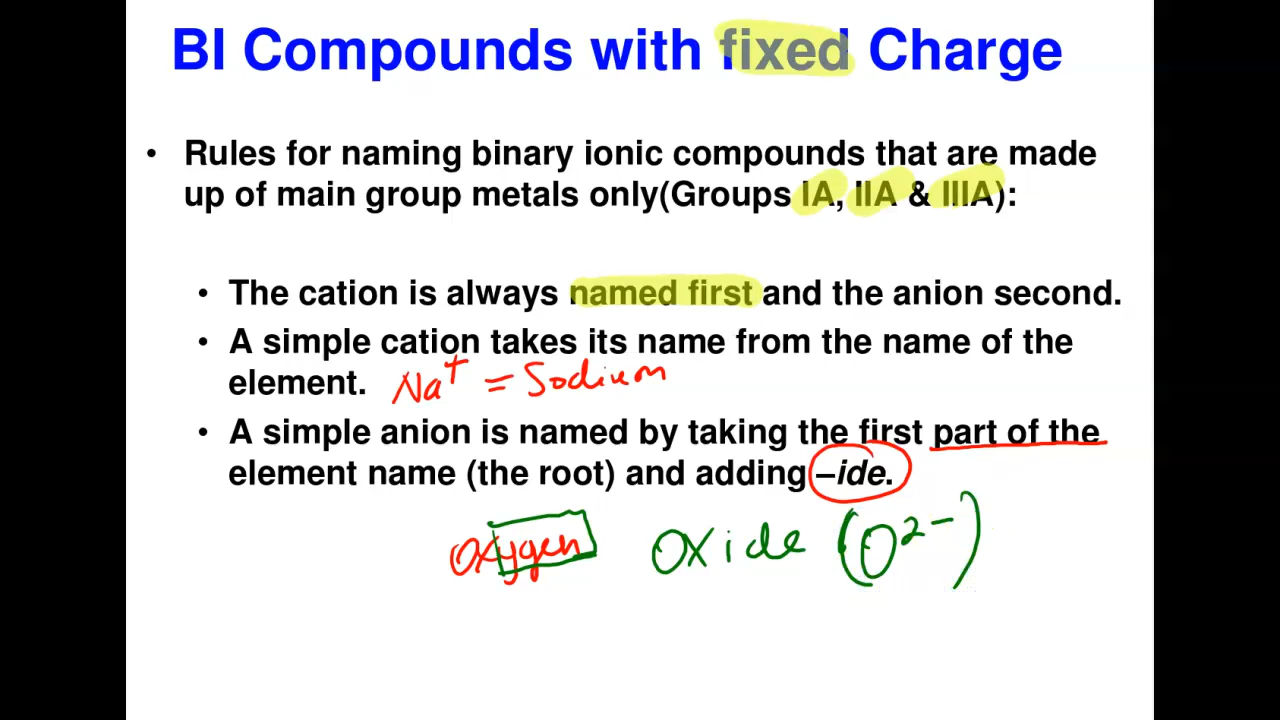 BI Compounds with fixed Charge
• Rules for naming binary ionic compounds that are made
up of main group metals only(Groups IA, IIA & IIIA):
• The cation is always named first and the anion second.
• A simple cation takes its name from the name of the
element. Na⁺ = Sodium
• A simple anion is named by taking the first part of the
element name (the root) and adding –ide.
Oxygen Oxide (O²⁻)